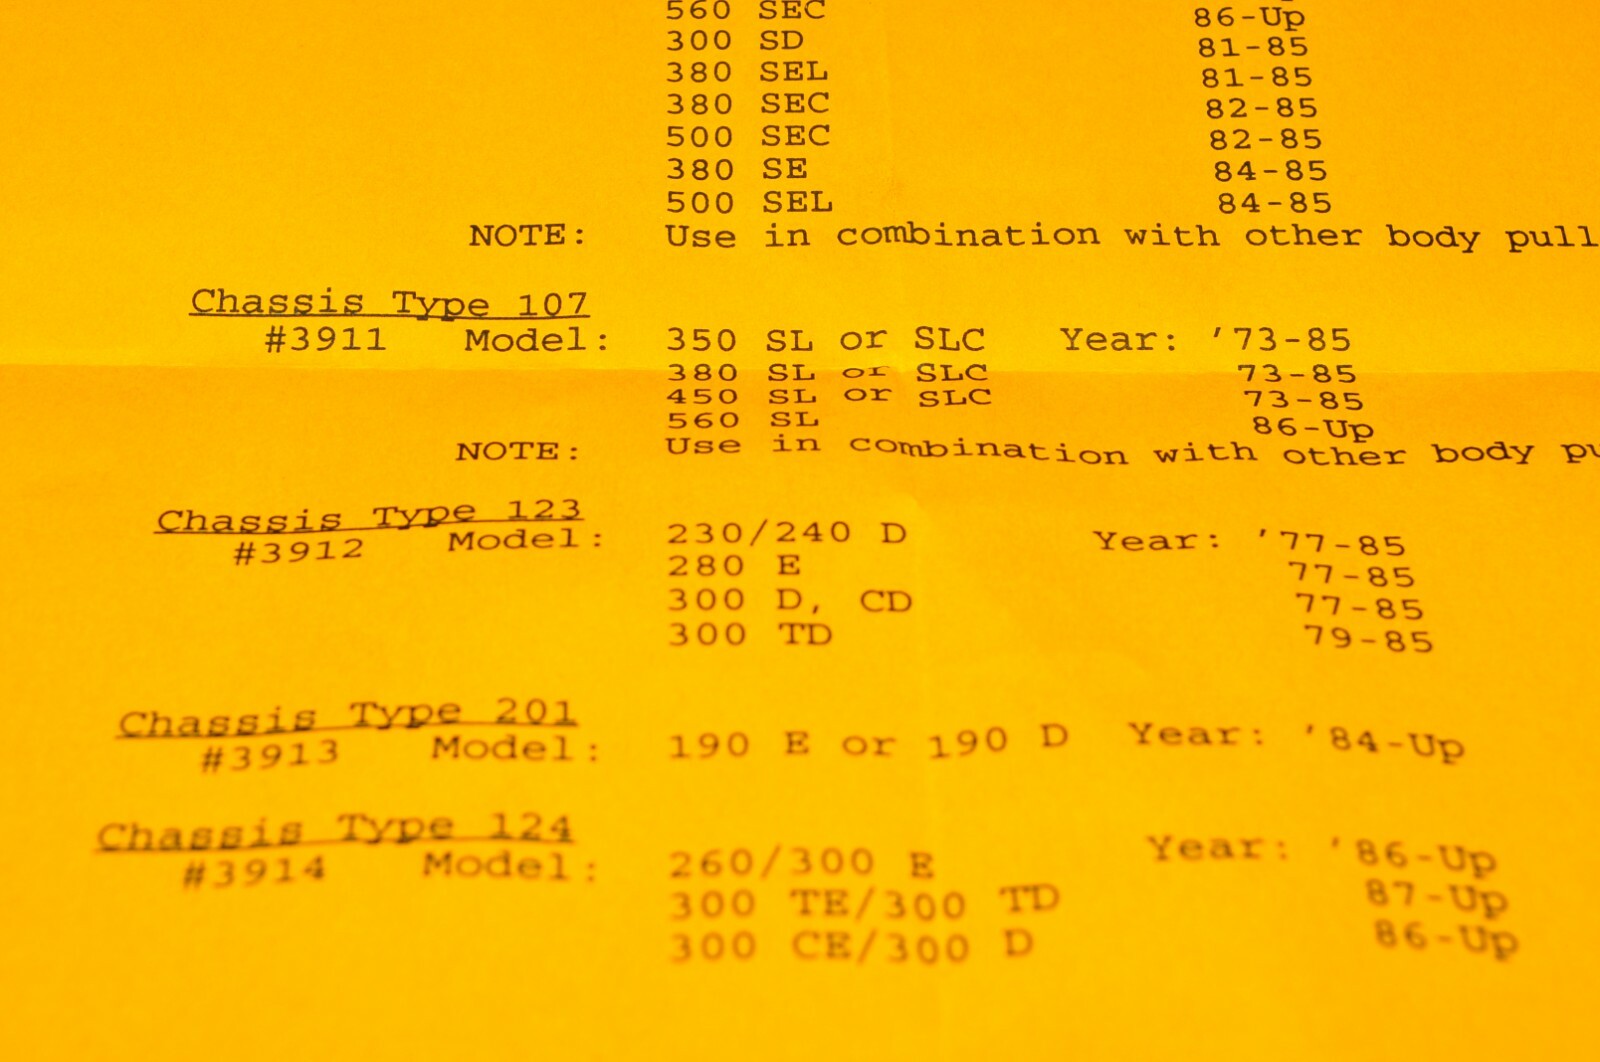 560 SEC 86-Up
300 SD 81-85
380 SEL 81-85
380 SEC 82-85
500 SEC 82-85
380 SE 84-85
500 SEL 84-85
NOTE: Use in combination with other body pull
Chassis Type 107
#3911 Model: 350 SL or SLC Year: '73-85
380 SL or SLC 73-85
450 SL or SLC 73-85
560 SL 86-Up
NOTE: Use in combination with other body
Chassis Type 123
#3912 Model: 230/240 D Year: '77-85
280 E 77-85
300 D, CD 77-85
300 TD 79-85
Chassis Type 201
#3913 Model: 190 E or 190 D Year: '84-Up
Chassis Type 124
#3914 Model: 260/300 E Year: '86-Up
300 TE/300 TD 87-Up
300 CE/300 D 86-Up